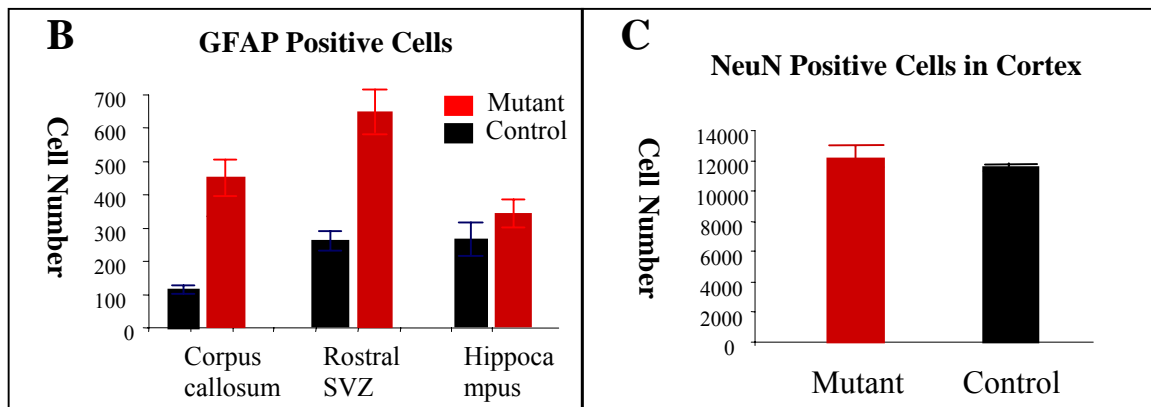 B
GFAP Positive Cells
Cell Number
700
600
500
400
300
200
100
0
Mutant
Control
Corpus
callosum
Rostral
SVZ
Hippoca
mpus
C
NeuN Positive Cells in Cortex
Cell Number
14000
12000
10000
8000
6000
4000
2000
0
Mutant
Control